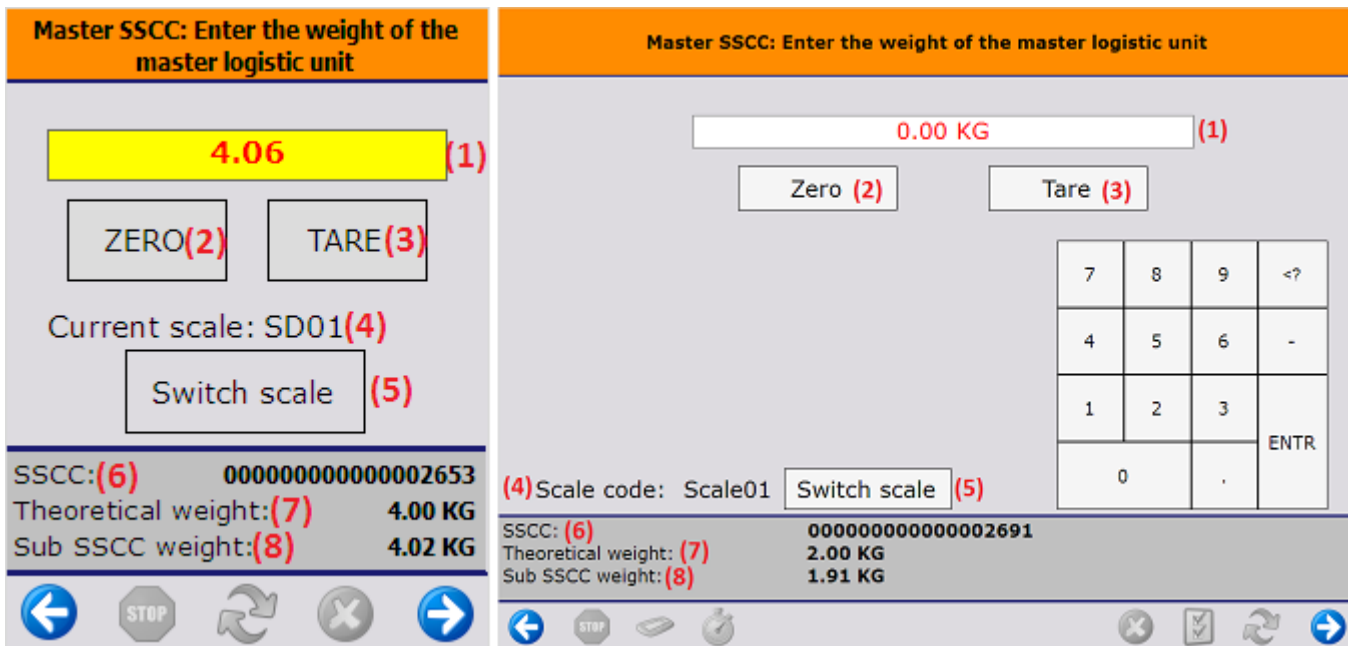 Master SSCC: Enter the weight of the
master logistic unit
4.06 (1)
ZERO(2) TARE(3)
Current scale: SD01(4)
Switch scale (5)
SSCC:(6) 000000000000002653
Theoretical weight:(7) 4.00 KG
Sub SSCC weight:(8) 4.02 KG
STOP
Master SSCC: Enter the weight of the master logistic unit
0.00 KG (1)
Zero (2) Tare (3)
7 8 9 <?
4 5 6 -
1 2 3
ENTR
0 .
(4) Scale code: Scale01 Switch scale (5)
SSCC: (6) 000000000000002691
Theoretical weight: (7) 2.00 KG
Sub SSCC weight: (8) 1.91 KG
STOP